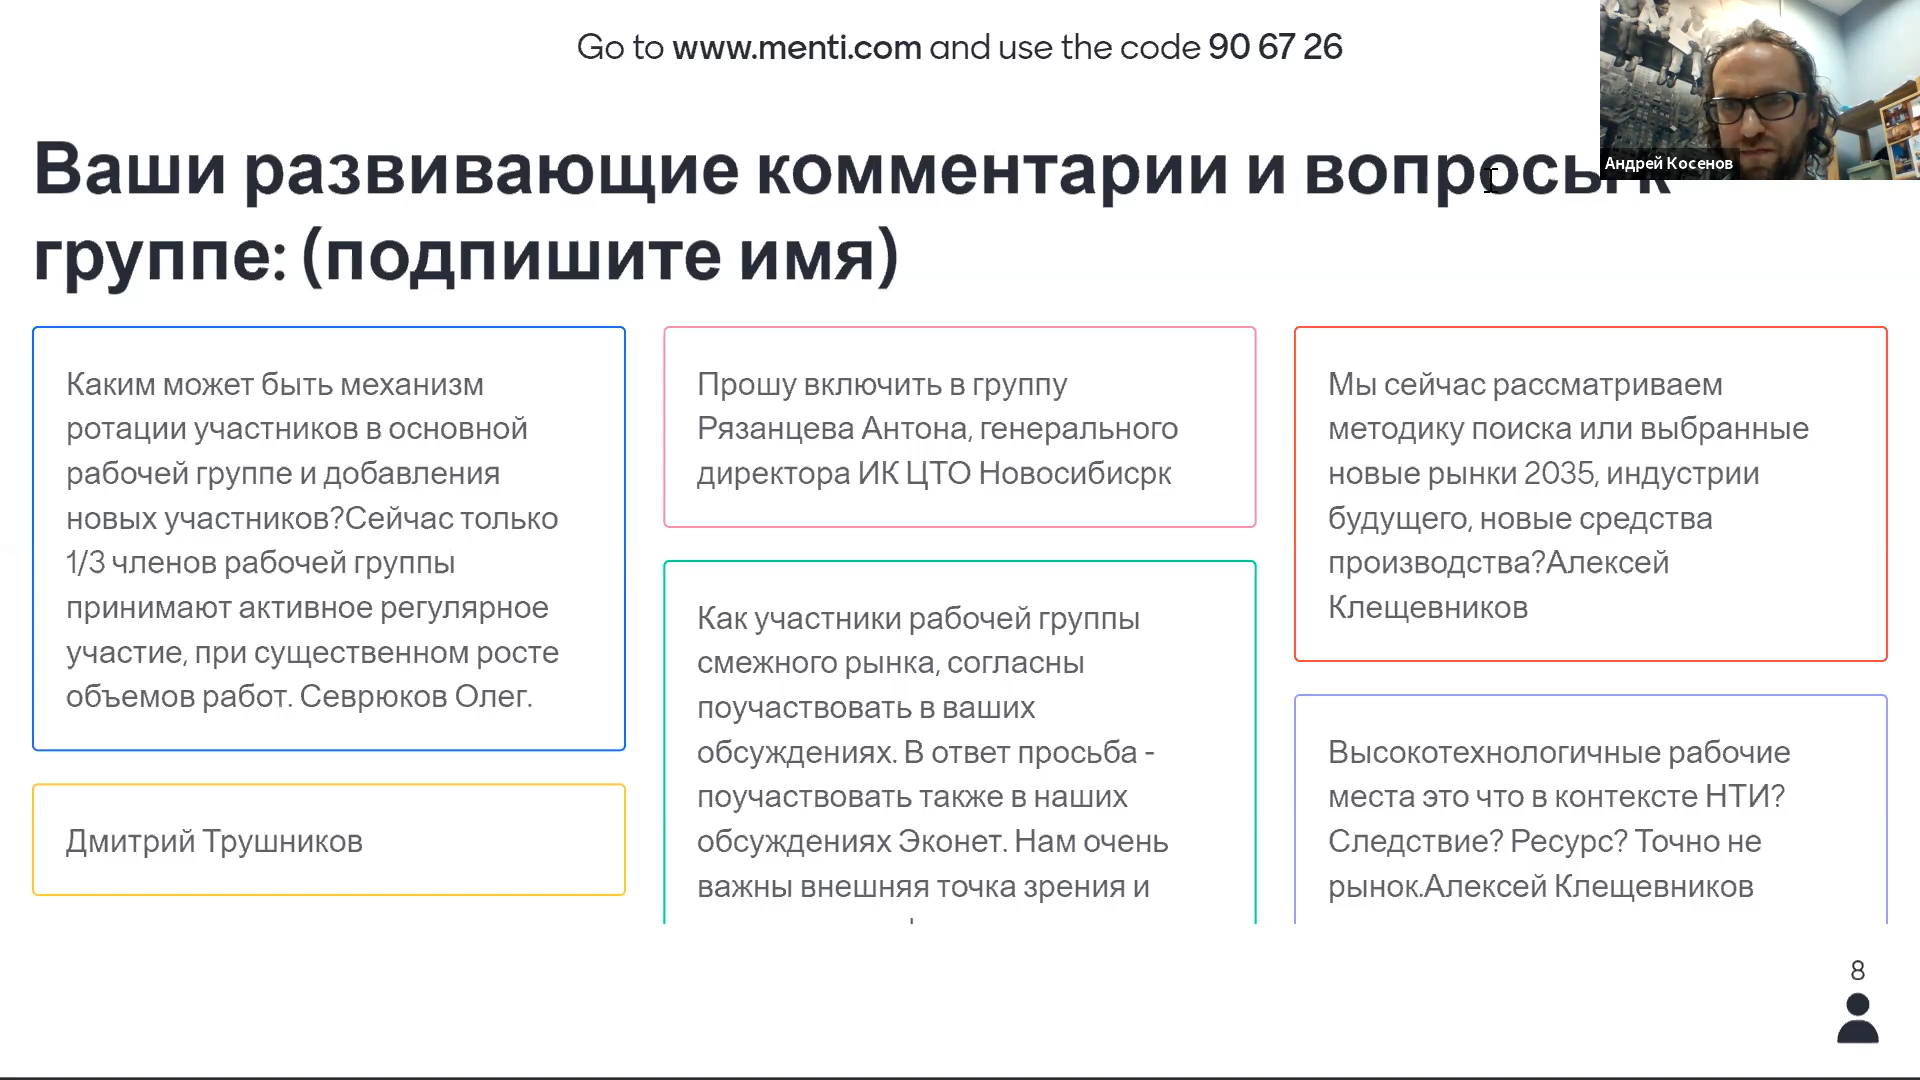 Go to www.menti.com and use the code 90 67 26
Андрей Косенов
Ваши развивающие комментарии и вопросы к
группе: (подпишите имя)
Каким может быть механизм
ротации участников в основной
рабочей группе и добавления
новых участников?Сейчас только
1/3 членов рабочей группы
принимают активное регулярное
участие, при существенном росте
объемов работ. Севрюков Олег.
Дмитрий Трушников
Прошу включить в группу
Рязанцева Антона, генерального
директора ИК ЦТО Новосибисрк
Как участники рабочей группы
смежного рынка, согласны
поучаствовать в ваших
обсуждениях. В ответ просьба -
поучаствовать также в наших
обсуждениях Эконет. Нам очень
важны внешняя точка зрения и
Мы сейчас рассматриваем
методику поиска или выбранные
новые рынки 2035, индустрии
будущего, новые средства
производства?Алексей
Клещевников
Высокотехнологичные рабочие
места это что в контексте НТИ?
Следствие? Ресурс? Точно не
рынок.Алексей Клещевников
8